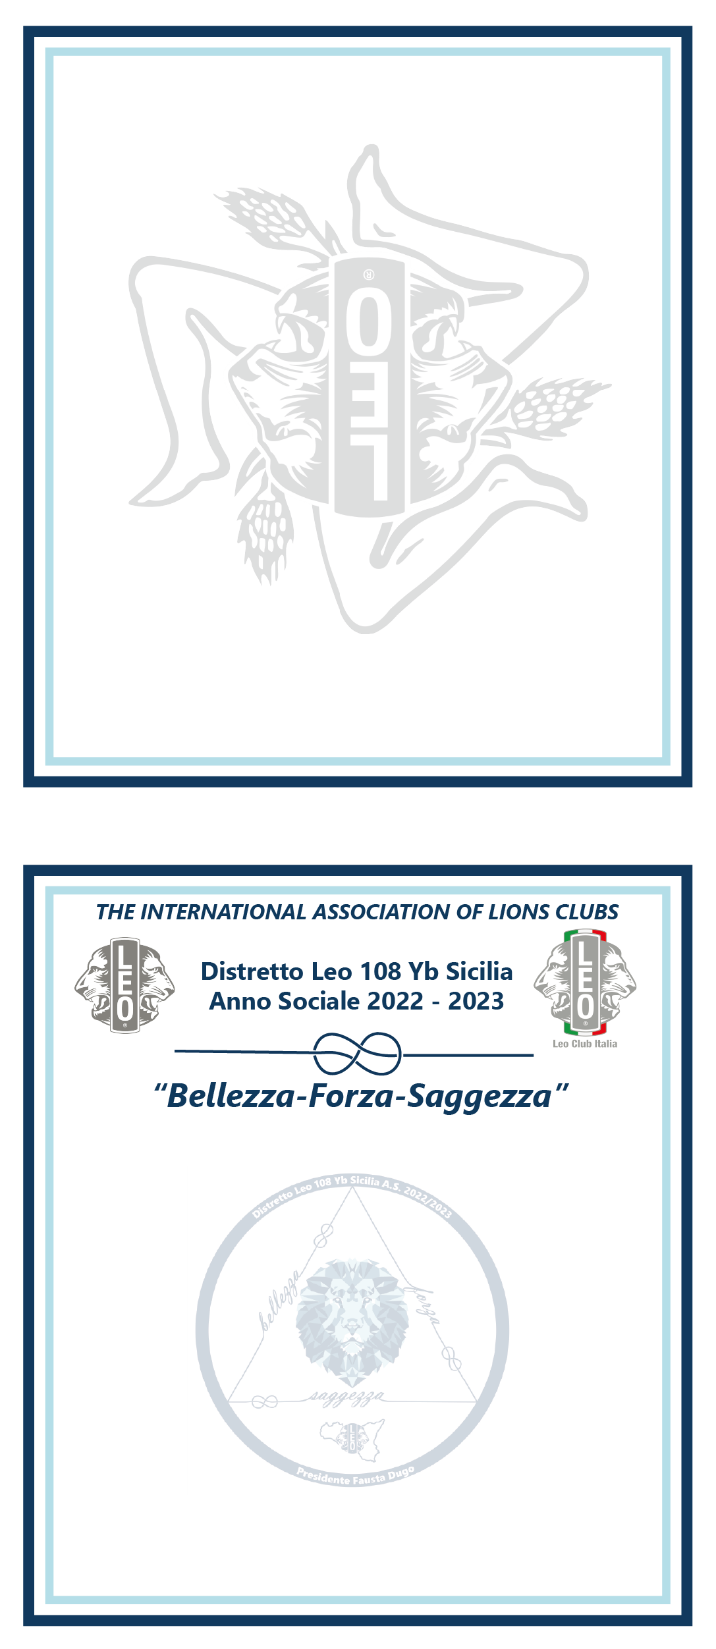 LEO
®
THE INTERNATIONAL ASSOCIATION OF LIONS CLUBS
LEO
®
Distretto Leo 108 Yb Sicilia
Anno Sociale 2022 - 2023
LEO
®
Leo Club Italia
“Bellezza-Forza-Saggezza”
Distretto Leo 108 Yb Sicilia A.S. 2022/2023
bellezza
forza
saggezza
LEO
Presidente Fausta Dugo